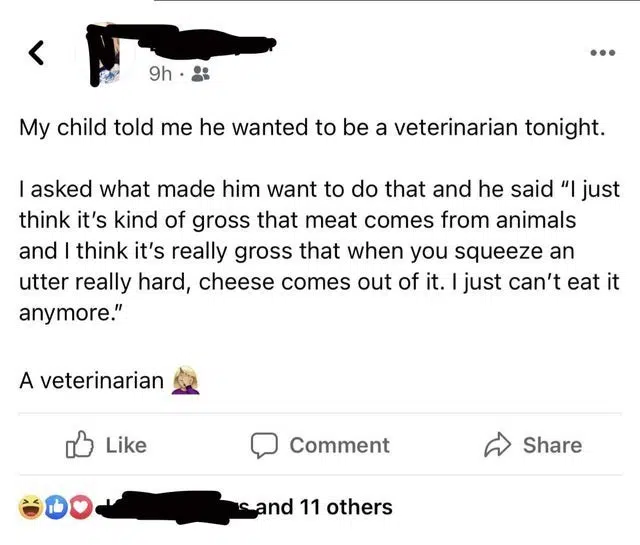 9h
My child told me he wanted to be a veterinarian tonight.
I asked what made him want to do that and he said “I just
think it’s kind of gross that meat comes from animals
and I think it’s really gross that when you squeeze an
utter really hard, cheese comes out of it. I just can’t eat it
anymore.”
A veterinarian 🤦🏼‍♀️
Like Comment Share
and 11 others